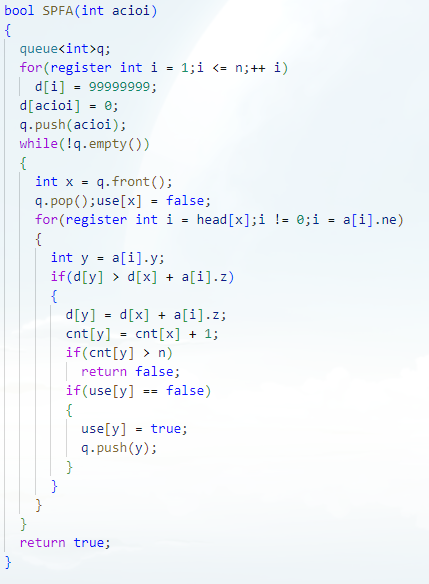 bool SPFA(int acioi)
{
queue<int>q;
for(register int i = 1;i <= n;++ i)
d[i] = 99999999;
d[acioi] = 0;
q.push(acioi);
while(!q.empty())
{
int x = q.front();
q.pop();use[x] = false;
for(register int i = head[x];i != 0;i = a[i].ne)
{
int y = a[i].y;
if(d[y] > d[x] + a[i].z)
{
d[y] = d[x] + a[i].z;
cnt[y] = cnt[x] + 1;
if(cnt[y] > n)
return false;
if(use[y] == false)
{
use[y] = true;
q.push(y);
}
}
}
}
return true;
}